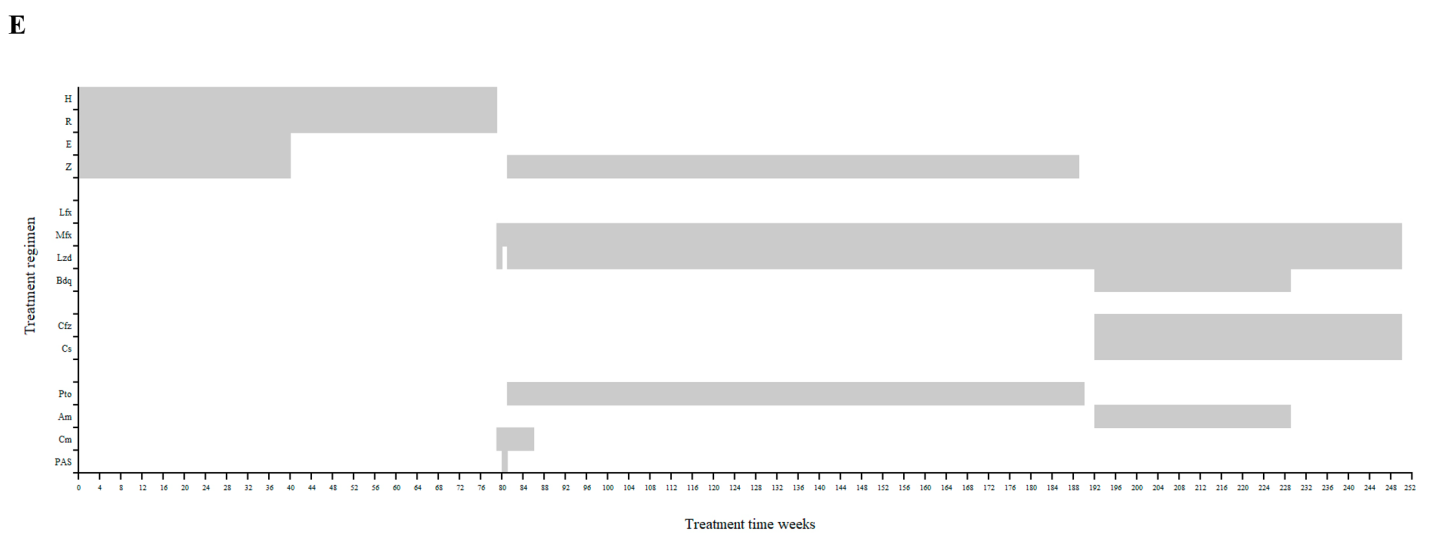 E
H
R
E
Z
Lfx
Mfx
Lzd
Bdq
Cfz
Cs
Pto
Am
Cm
PAS
Treatment regimen
0 4 8 12 16 20 24 28 32 36 40 44 48 52 56 60 64 68 72 76 80 84 88 92 96 100 104 108 112 116 120 124 128 132 136 140 144 148 152 156 160 164 168 172 176 180 184 188 192 196 200 204 208 212 216 220 224 228 232 236 240 244 248 252
Treatment time weeks